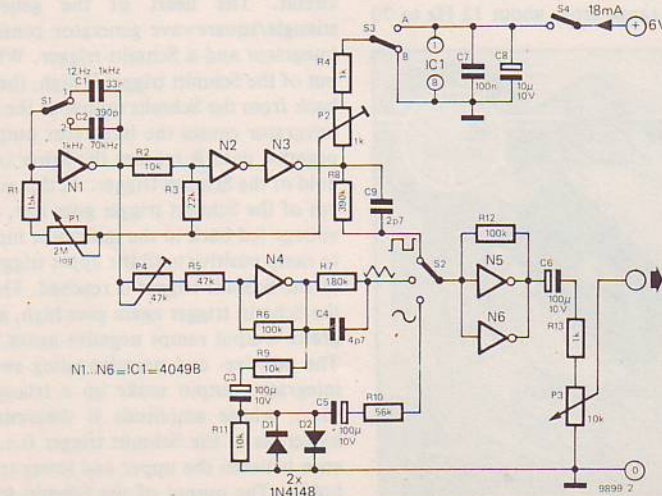 S4
18mA
6V
S3
A
B
1
IC1
8
C7
100n
C8
10µ
10V
R4
1k
P2
1k
12 Hz..1kHz
C1
33n
S1
1
C2
390p
2
1kHz
70kHz
N1
R2
10k
R3
22k
N2
N3
R8
390k
C9
2p7
R1
15k
P1
2M
log
P4
47k
R5
47k
N4
R7
180k
R6
100k
C4
4p7
R9
10k
S2
R12
100k
N5
N6
C6
100µ
10V
R13
1k
P3
10k
N1...N6=IC1=4049B
C3
100µ
10V
R11
10k
D1
D2
C5
100µ
10V
R10
56k
2x
1N4148
0
9899 2